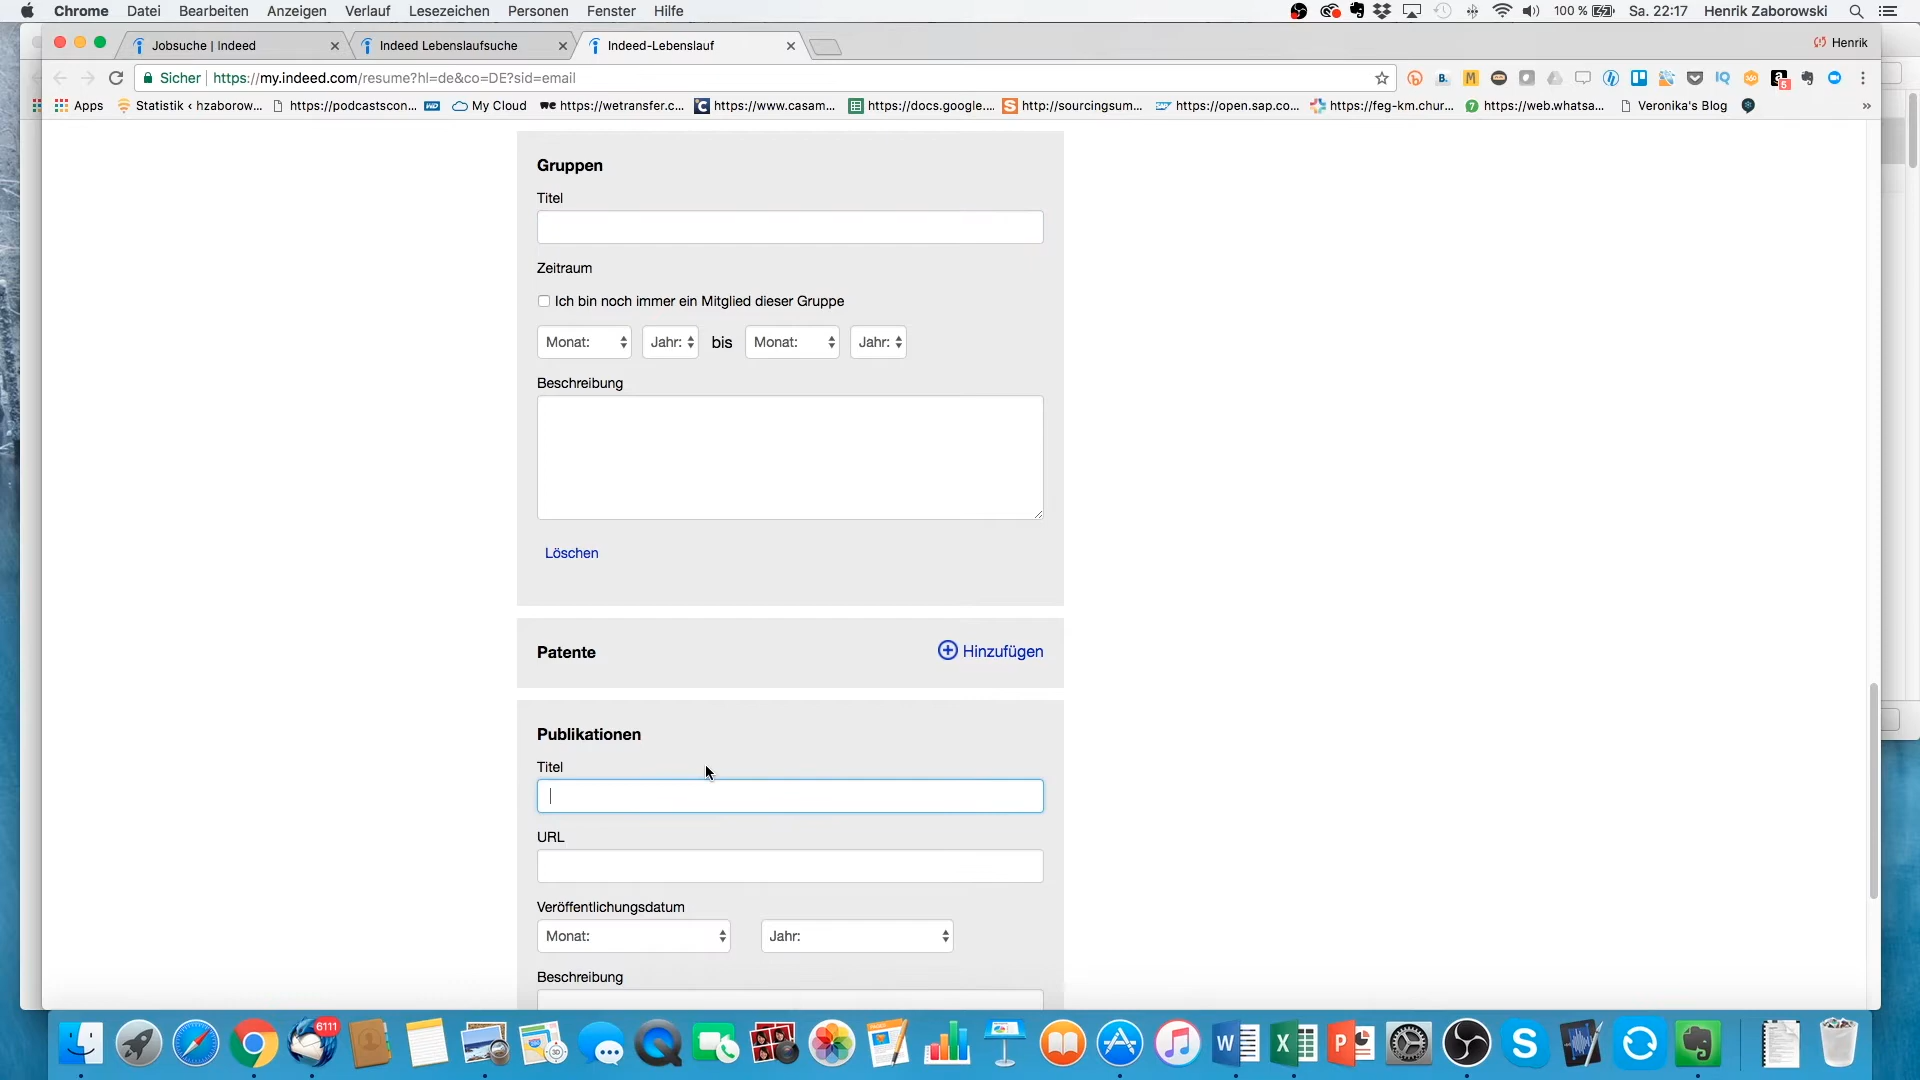 Chrome Datei Bearbeiten Anzeigen Verlauf Lesezeichen Personen Fenster Hilfe 100 % Sa. 22:17 Henrik Zaborowski
Jobsuche | Indeed Indeed Lebenslaufsuche Indeed-Lebenslauf Henrik
Sicher https://my.indeed.com/resume?hl=de&co=DE?sid=email
Apps Statistik ‹ hzaborow... https://podcastscon... My Cloud https://wetransfer.c... https://www.casam... https://docs.google.... http://sourcingsum... https://open.sap.co... https://feg-km.chur... https://web.whatsa... Veronika's Blog »
Gruppen
Titel
Zeitraum
Ich bin noch immer ein Mitglied dieser Gruppe
Monat: Jahr: bis Monat: Jahr:
Beschreibung
Löschen
Patente Hinzufügen
Publikationen
Titel
URL
Veröffentlichungsdatum
Monat: Jahr:
Beschreibung
6111